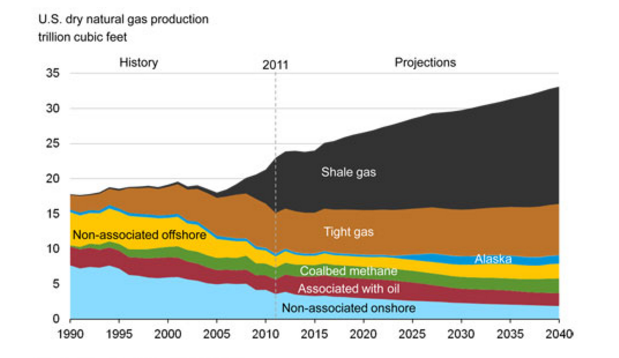 U.S. dry natural gas production
trillion cubic feet
History 2011 Projections
35
30
25
20
15
10
5
0
Shale gas
Tight gas
Non-associated offshore
Alaska
Coalbed methane
Associated with oil
Non-associated onshore
1990 1995 2000 2005 2010 2015 2020 2025 2030 2035 2040